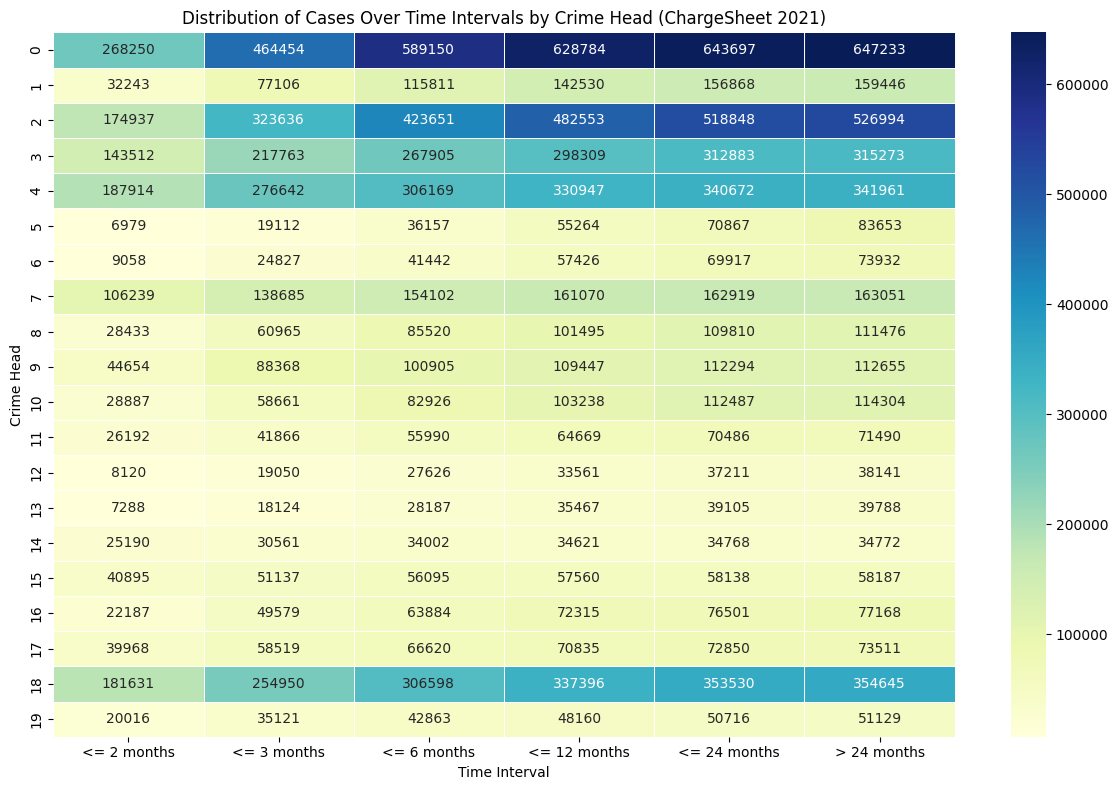 Distribution of Cases Over Time Intervals by Crime Head (ChargeSheet 2021)
Crime Head
0 268250 464454 589150 628784 643697 647233
1 32243 77106 115811 142530 156868 159446
2 174937 323636 423651 482553 518848 526994
3 143512 217763 267905 298309 312883 315273
4 187914 276642 306169 330947 340672 341961
5 6979 19112 36157 55264 70867 83653
6 9058 24827 41442 57426 69917 73932
7 106239 138685 154102 161070 162919 163051
8 28433 60965 85520 101495 109810 111476
9 44654 88368 100905 109447 112294 112655
10 28887 58661 82926 103238 112487 114304
11 26192 41866 55990 64669 70486 71490
12 8120 19050 27626 33561 37211 38141
13 7288 18124 28187 35467 39105 39788
14 25190 30561 34002 34621 34768 34772
15 40895 51137 56095 57560 58138 58187
16 22187 49579 63884 72315 76501 77168
17 39968 58519 66620 70835 72850 73511
18 181631 254950 306598 337396 353530 354645
19 20016 35121 42863 48160 50716 51129
<= 2 months <= 3 months <= 6 months <= 12 months <= 24 months > 24 months
Time Interval
600000
500000
400000
300000
200000
100000